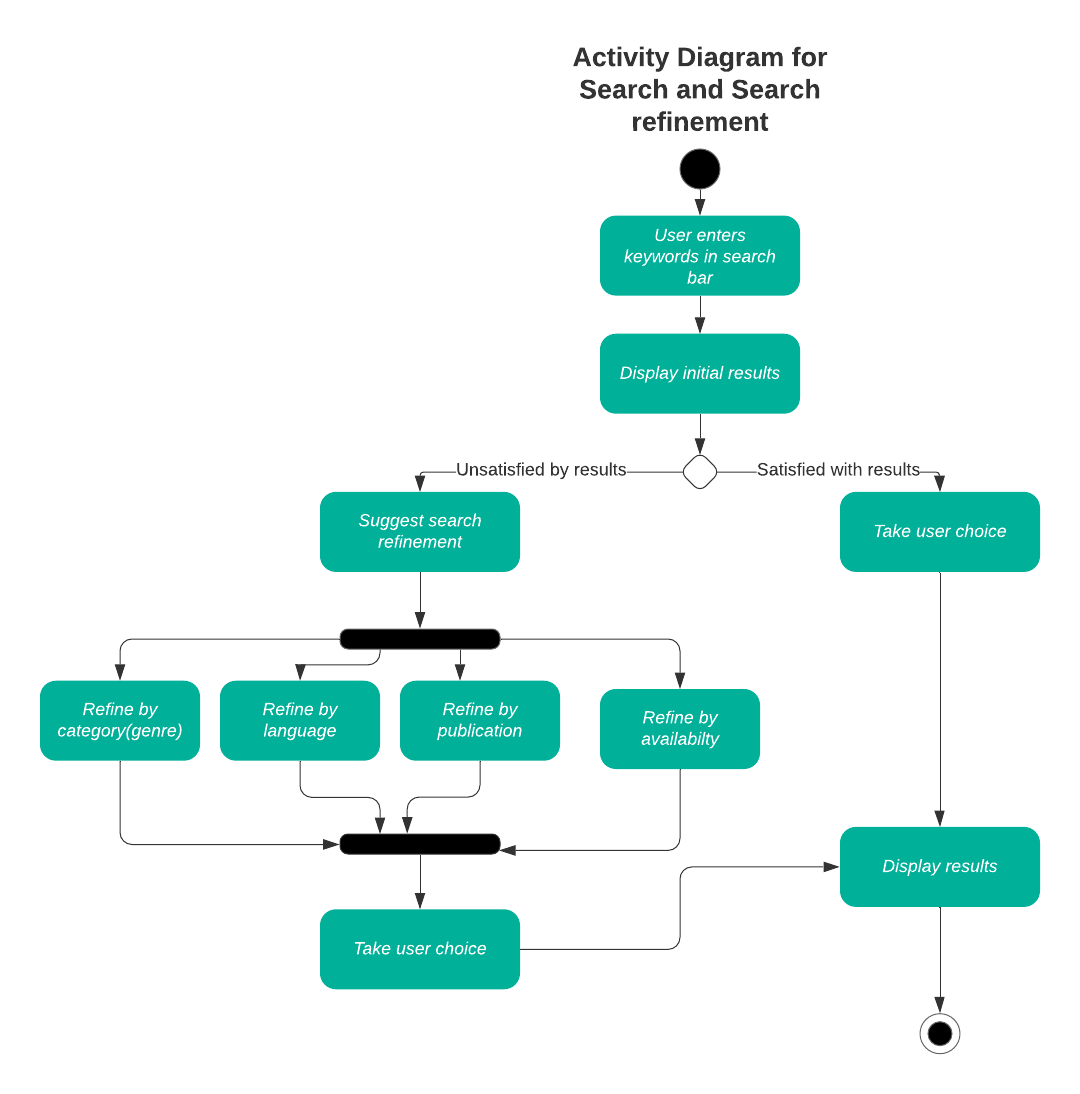 Activity Diagram for
Search and Search
refinement
User enters
keywords in search
bar
Display initial results
Unsatisfied by results
Satisfied with results
Suggest search
refinement
Take user choice
Refine by
category(genre)
Refine by
language
Refine by
publication
Refine by
availabilty
Display results
Take user choice